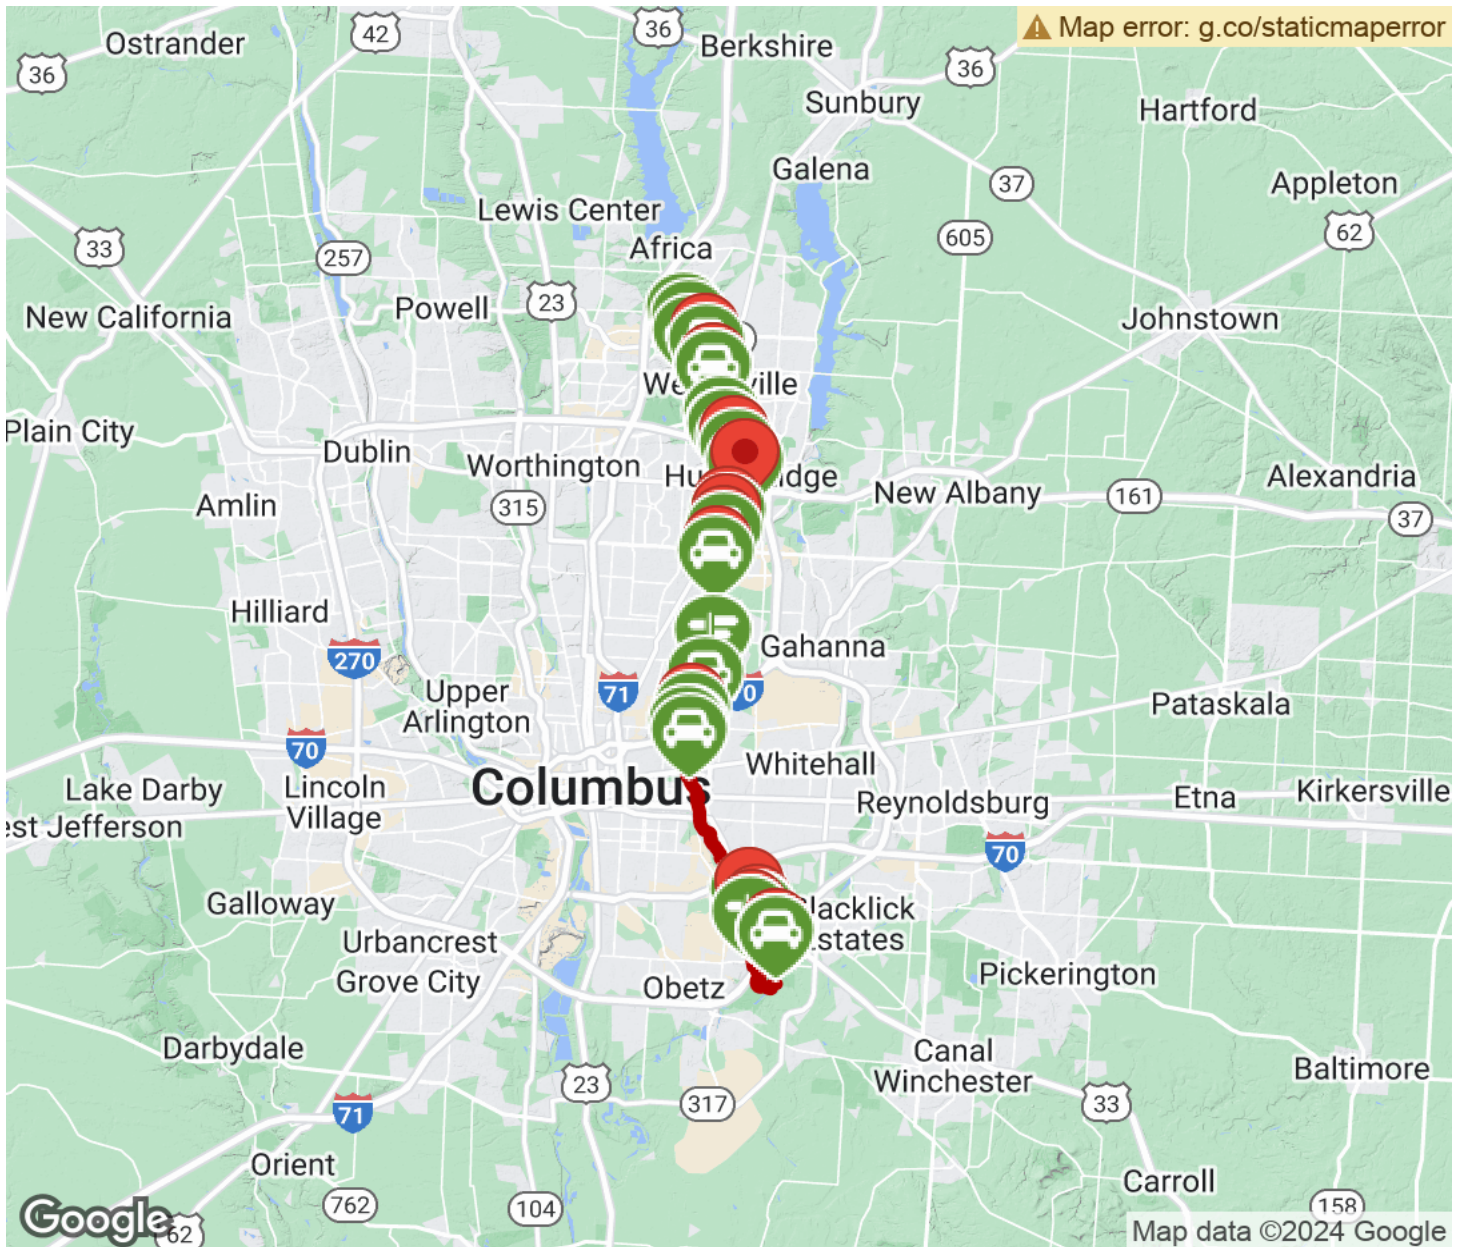 Map error: g.co/staticmaperror
Ostrander
42
36
Berkshire
36
36
Sunbury
Hartford
Galena
37
Appleton
Lewis Center
62
33
605
Africa
257
23
Powell
New California
Johnstown
Plain City
Dublin
Worthington
Alexandria
New Albany
161
Amlin
315
37
Hilliard
Gahanna
270
71
Upper
Arlington
Pataskala
70
Whitehall
Columbus
Lake Darby
Lincoln
Village
Reynoldsburg
Etna
Kirkersville
est Jefferson
70
Galloway
Urbancrest
Pickerington
Grove City
Obetz
Darbydale
Canal
Winchester
Baltimore
23
317
33
71
Orient
Carroll
762
104
158
Google
62
Map data ©2024 Google